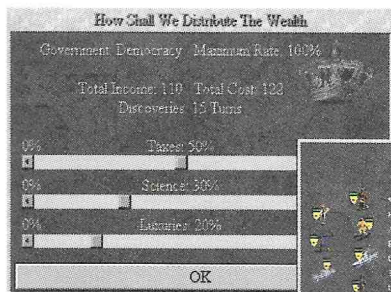 How Shall We Distribute The Wealth
Government: Democracy Maximum Rate: 100%
Total Income: 110 Total Cost: 122
Discoveries: 15 Turns
0% Taxes: 50%
0% Science: 30%
0% Luxuries: 20%
OK